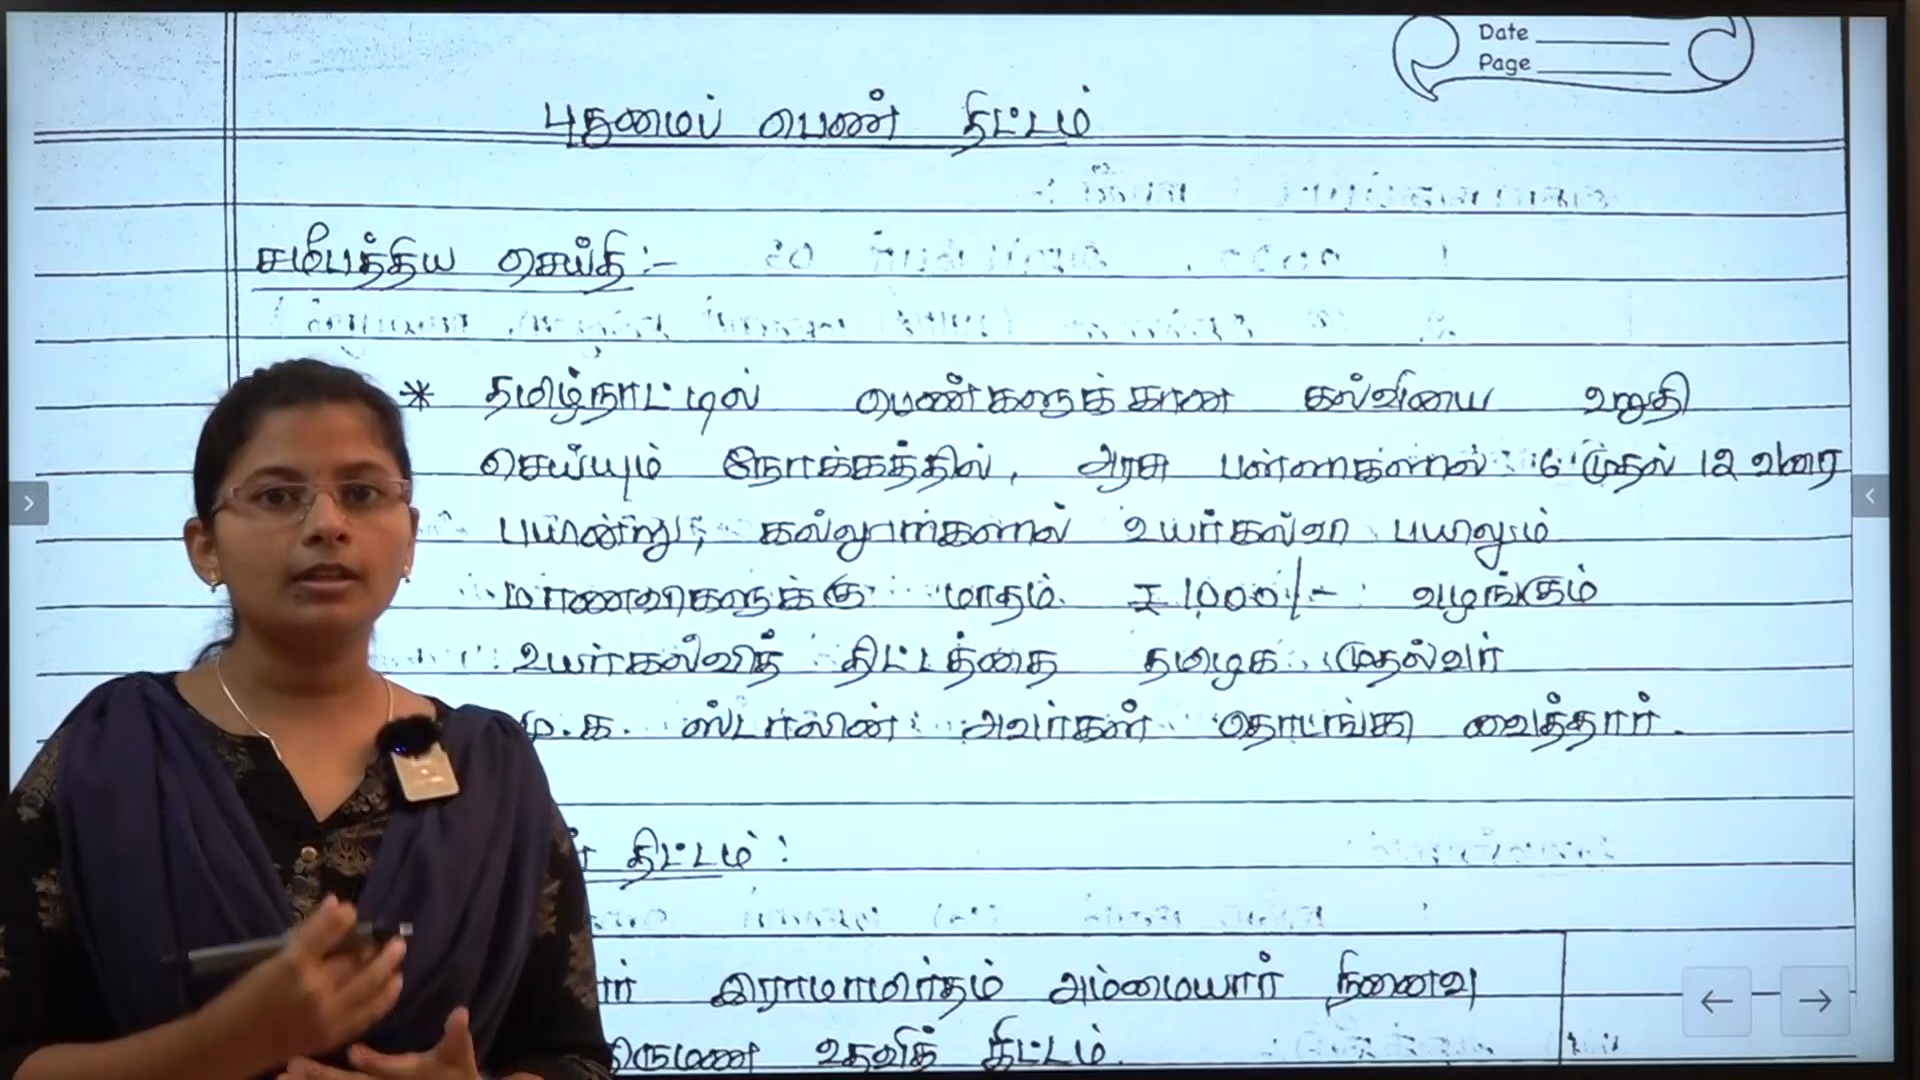 Date
Page
புதுமைப் பெண் திட்டம்
சமீபத்திய செய்தி :-
* தமிழ்நாட்டில் பெண்களுக்கான கல்வியை உறுதி
செய்யும் நோக்கத்தில், அரசு பள்ளிகளில் 6 முதல் 12 வரை
பயின்று, கல்லூரிகளில் உயர்கல்வி பயிலும்
மாணவிகளுக்கு மாதம் ₹ 1000/- வழங்கும்
உயர்கல்வித் திட்டத்தை தமிழக முதல்வர்
மு.க. ஸ்டாலின் அவர்கள் தொடங்கி வைத்தார்.
திட்டம் :
இராமாமிர்தம் அம்மையார் நினைவு
உதவித் திட்டம்.